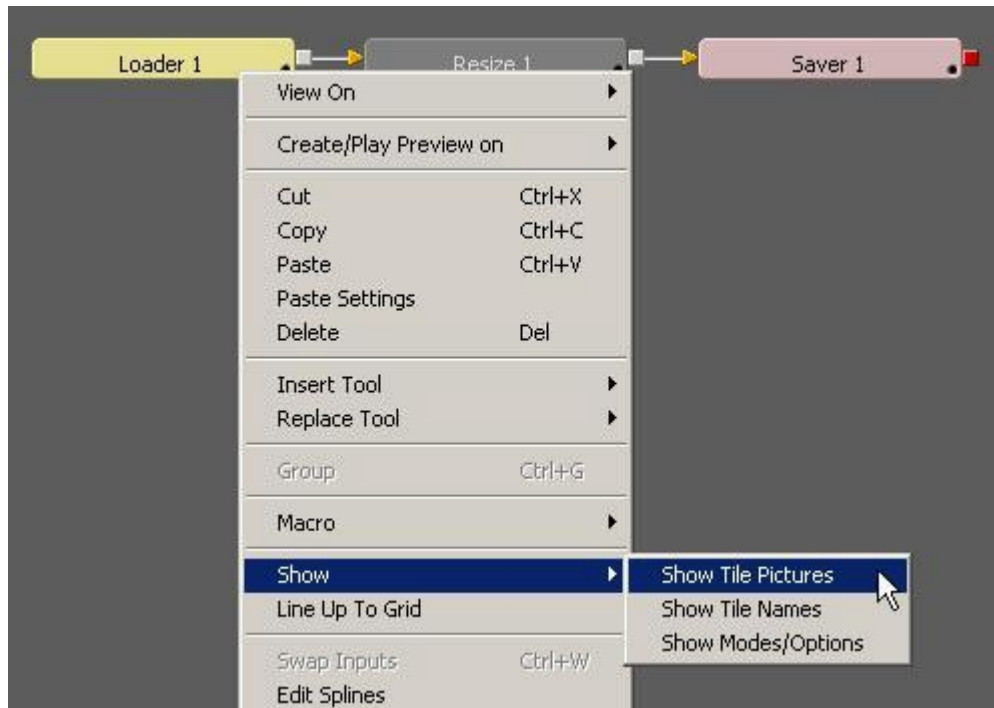 Loader 1
Resize 1
Saver 1
View On
Create/Play Preview on
Cut Ctrl+X
Copy Ctrl+C
Paste Ctrl+V
Paste Settings
Delete Del
Insert Tool
Replace Tool
Group Ctrl+G
Macro
Show
Show Tile Pictures
Show Tile Names
Show Modes/Options
Line Up To Grid
Swap Inputs Ctrl+W
Edit Splines